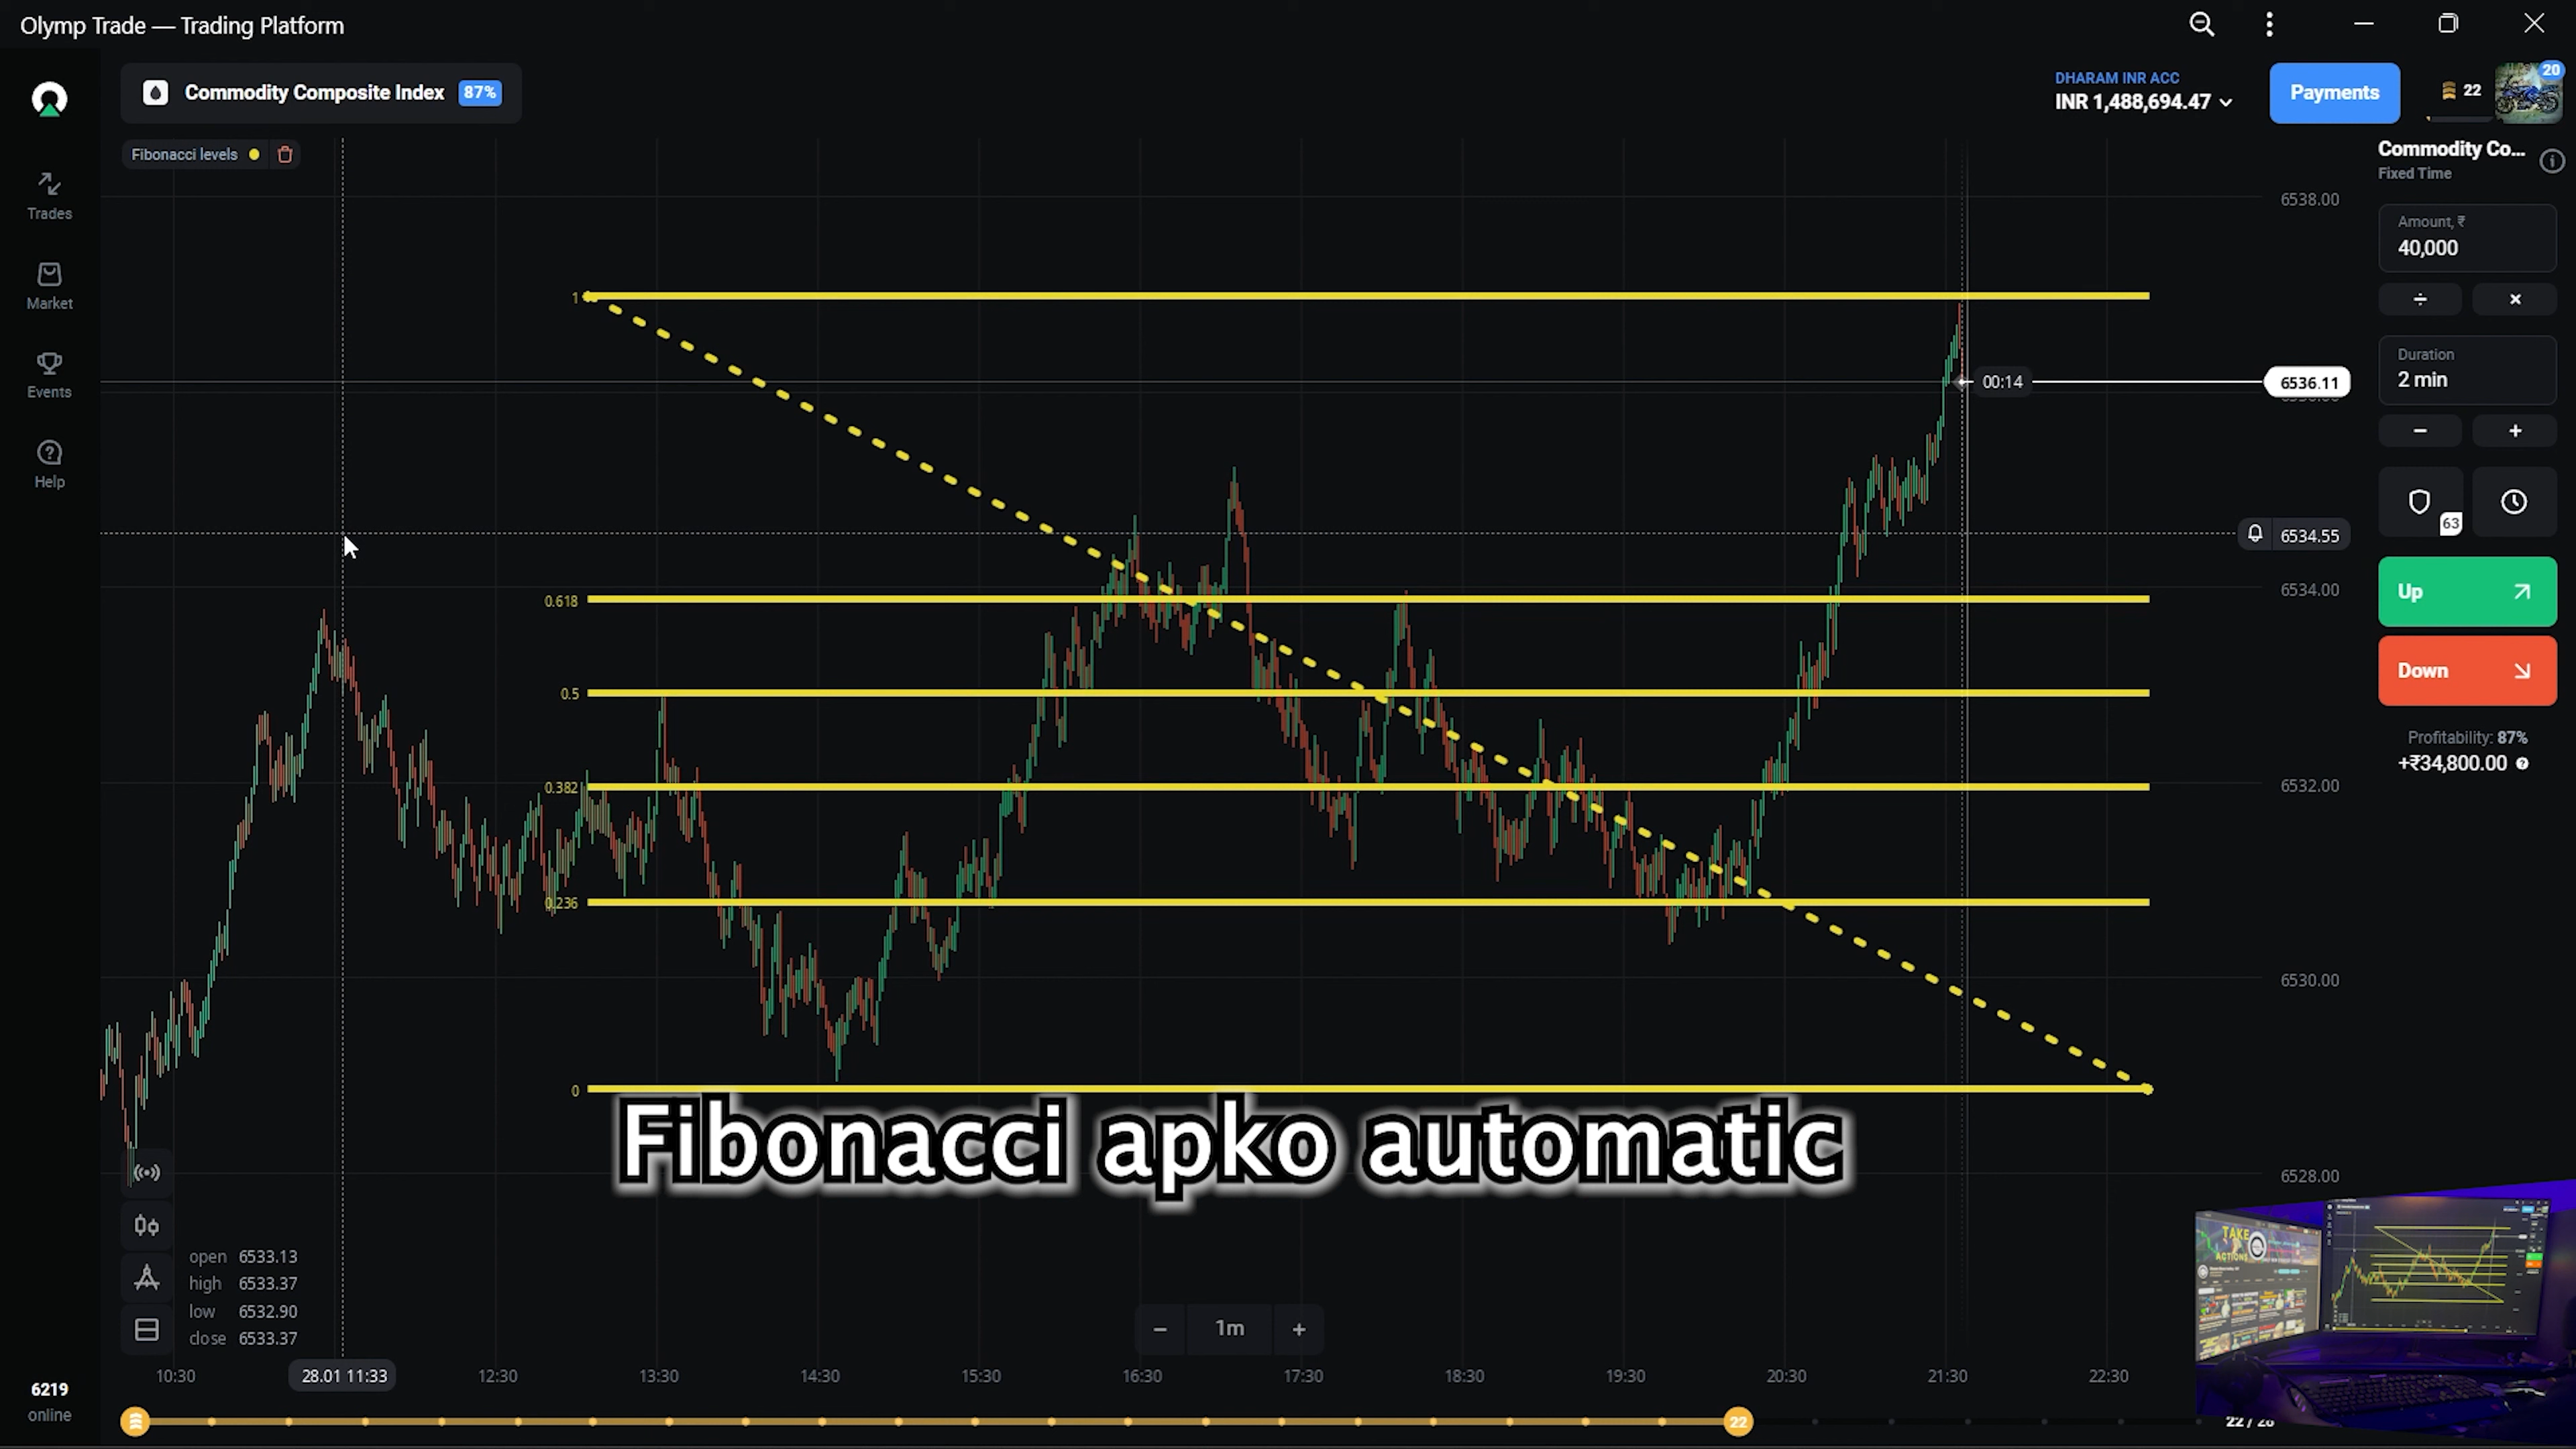 Olymp Trade — Trading Platform
Commodity Composite Index 87%
DHARAM INR ACC
INR 1,488,694.47
Payments
22
20
Fibonacci levels
Trades
Market
Events
Help
Commodity Co...
Fixed Time
Amount, ₹
40,000
÷ ×
Duration
2 min
− +
63
Up
Down
Profitability: 87%
+₹34,800.00
6538.00
6536.11
6534.55
6534.00
6532.00
6530.00
6528.00
00:14
1
0.618
0.5
0.382
0.236
0
Fibonacci apko automatic
open 6533.13
high 6533.37
low 6532.90
close 6533.37
− 1m +
10:30 28.01 11:33 12:30 13:30 14:30 15:30 16:30 17:30 18:30 19:30 20:30 21:30 22:30
6219
online
22
TAKE
ACTIONS